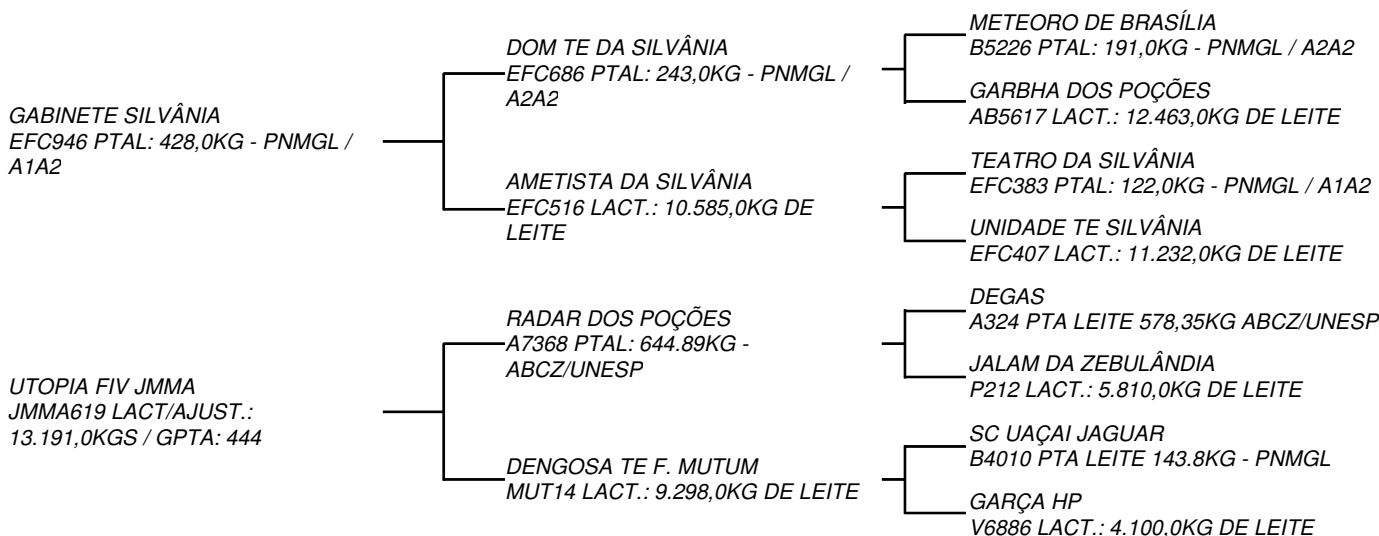 GABINETE SILVÂNIA
EFC946 PTAL: 428,0KG - PNMGL /
A1A2
DOM TE DA SILVÂNIA
EFC686 PTAL: 243,0KG - PNMGL /
A2A2
METEORO DE BRASÍLIA
B5226 PTAL: 191,0KG - PNMGL / A2A2
GARBHA DOS POÇÕES
AB5617 LACT.: 12.463,0KG DE LEITE
AMETISTA DA SILVÂNIA
EFC516 LACT.: 10.585,0KG DE
LEITE
TEATRO DA SILVÂNIA
EFC383 PTAL: 122,0KG - PNMGL / A1A2
UNIDADE TE SILVÂNIA
EFC407 LACT.: 11.232,0KG DE LEITE
UTOPIA FIV JMMA
JMMA619 LACT/AJUST.:
13.191,0KGS / GPTA: 444
RADAR DOS POÇÕES
A7368 PTAL: 644.89KG -
ABCZ/UNESP
DEGAS
A324 PTA LEITE 578,35KG ABCZ/UNESP
JALAM DA ZEBULÂNDIA
P212 LACT.: 5.810,0KG DE LEITE
DENGOSA TE F. MUTUM
MUT14 LACT.: 9.298,0KG DE LEITE
SC UAÇAI JAGUAR
B4010 PTA LEITE 143.8KG - PNMGL
GARÇA HP
V6886 LACT.: 4.100,0KG DE LEITE